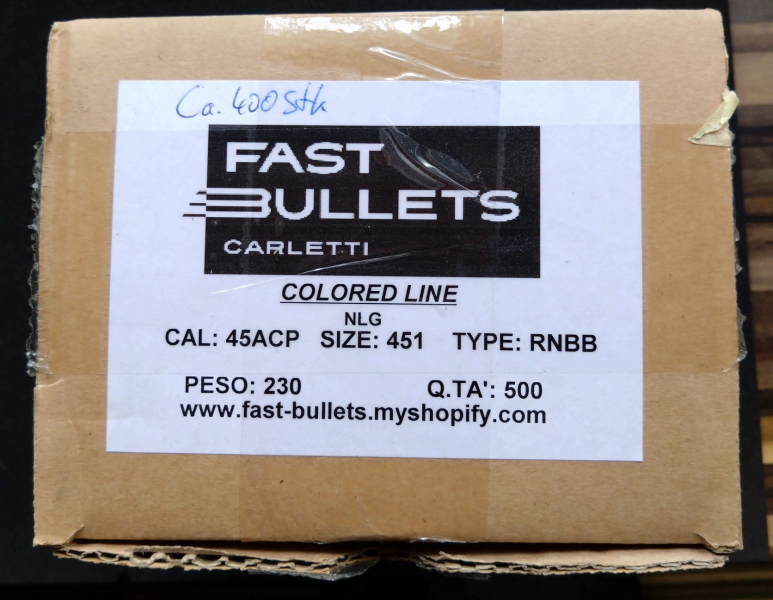 Ca. 400 Stk
FAST
BULLETS
CARLETTI
COLORED LINE
NLG
CAL: 45ACP SIZE: 451 TYPE: RNBB
PESO: 230 Q.TA': 500
www.fast-bullets.myshopify.com